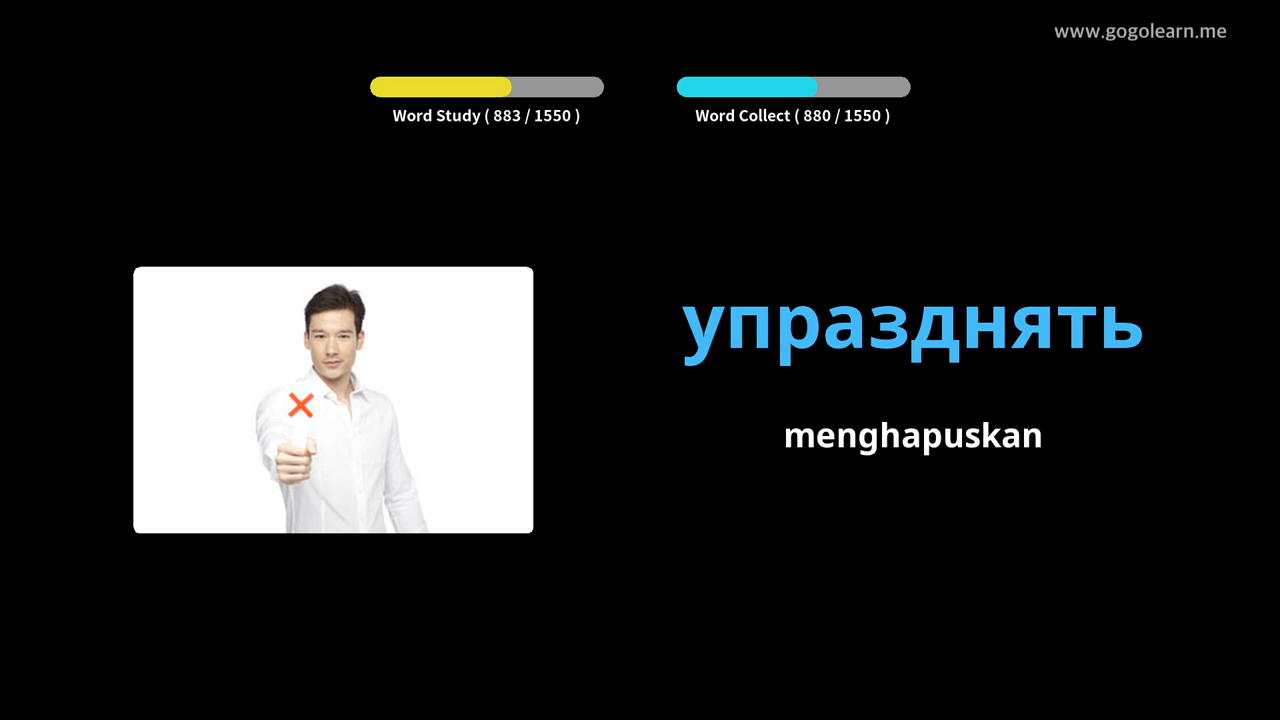 www.gogolearn.me
Word Study ( 883 / 1550 )
Word Collect ( 880 / 1550 )
упразднять
menghapuskan